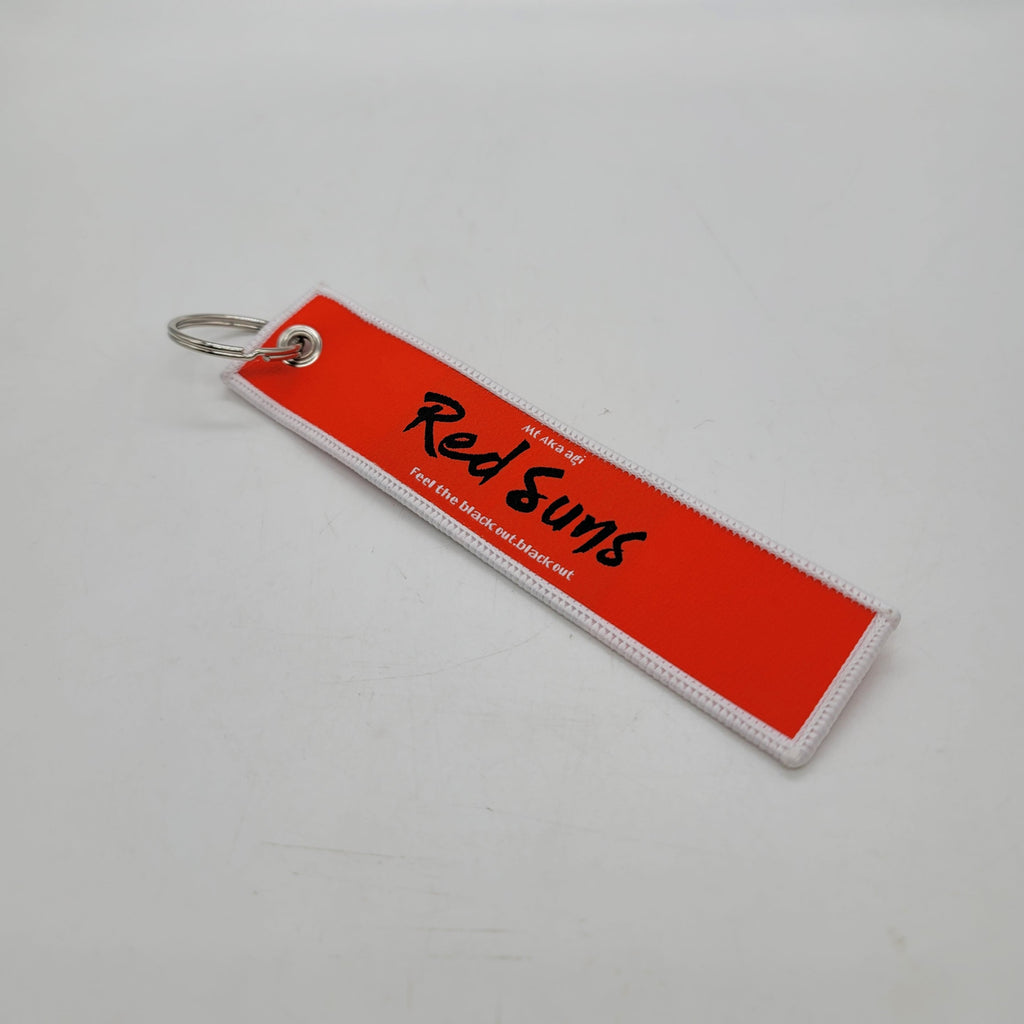 Mt AKa agi
Red Suns
Feel the black out.black out